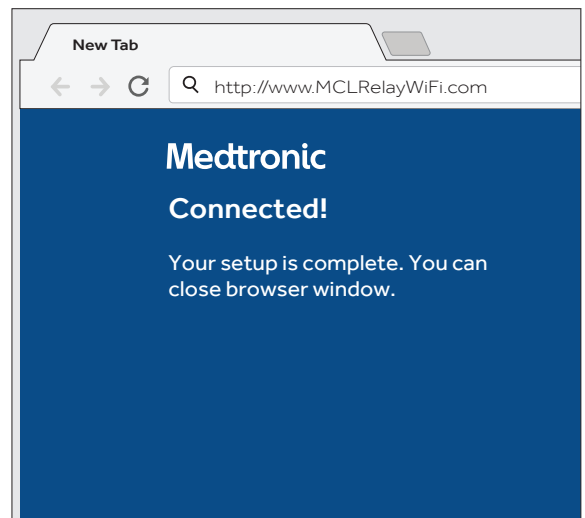 New Tab
http://www.MCLRelayWiFi.com
Medtronic
Connected!
Your setup is complete. You can
close browser window.